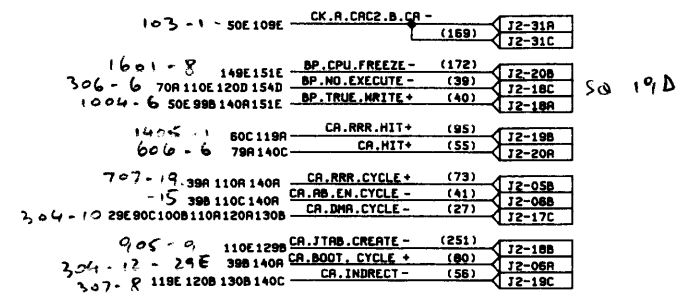 103-1- 50E 109E CK.A.CAC2.B.CA - J2-31A
(169) J2-31C
1601-8 149E 151E BP.CPU.FREEZE - (172) J2-20B
306-6 70A 110E 120D 154D BP.NO.EXECUTE - (39) J2-18C
1004-6 50E 99B 140A 151E BP.TRUE.WRITE + (40) J2-18A
60C 119A CA.RRR.HIT+ (95) J2-19B
606-6 79A 140C CA.HIT+ (55) J2-20A
707-19 39A 110A 140A CA.RRR.CYCLE + (73) J2-05B
-15 39B 110C 140A CA.AB.EN.CYCLE - (41) J2-06B
304-10 29E 90C 100B 110A 120A 130B CA.DMA.CYCLE - (27) J2-17C
905-9 110E 129B CA.JTAB.CREATE - (251) J2-18B
304-12-29E 39B 140A CA.BOOT. CYCLE + (80) J2-06A
307-8 119E 120B 130B 140C CA.INDRECT - (56) J2-19C